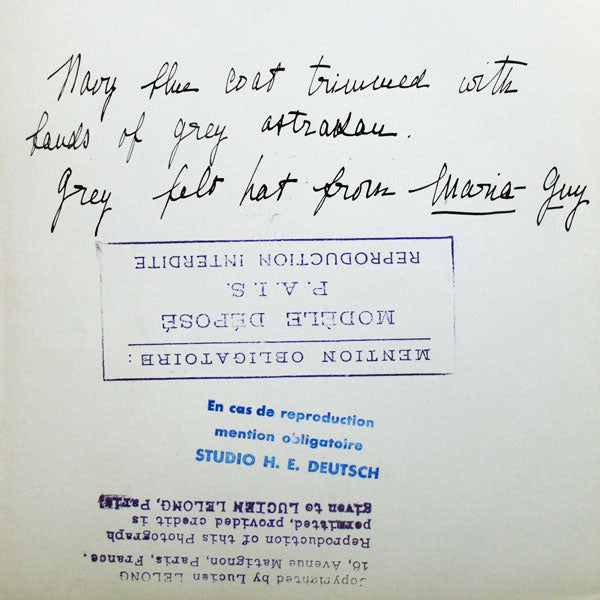 Navy blue coat trimmed with
bands of grey astrakan.
Grey felt hat from Maria-Guy
MENTION OBLIGATOIRE:
MODÈLE DÉPOSÉ
P.A.I.S.
REPRODUCTION INTERDITE
En cas de reproduction
mention obligatoire
STUDIO H. E. DEUTSCH
Copyrighted by Lucien LELONG
16, Avenue Matignon, Paris, France.
Reproduction of this Photograph
permitted, provided credit is
given to LUCIEN LELONG, Paris